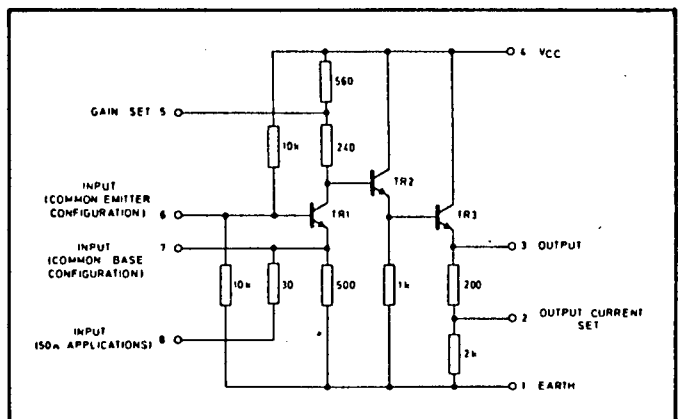 4 VCC
560
GAIN SET 5
10k
240
INPUT
(COMMON EMITTER
CONFIGURATION) 6
TR1
TR2
TR3
INPUT
(COMMON BASE
CONFIGURATION) 7
3 OUTPUT
10k
30
500
1k
200
2 OUTPUT CURRENT
SET
INPUT
(50Ω APPLICATIONS) 8
2k
1 EARTH